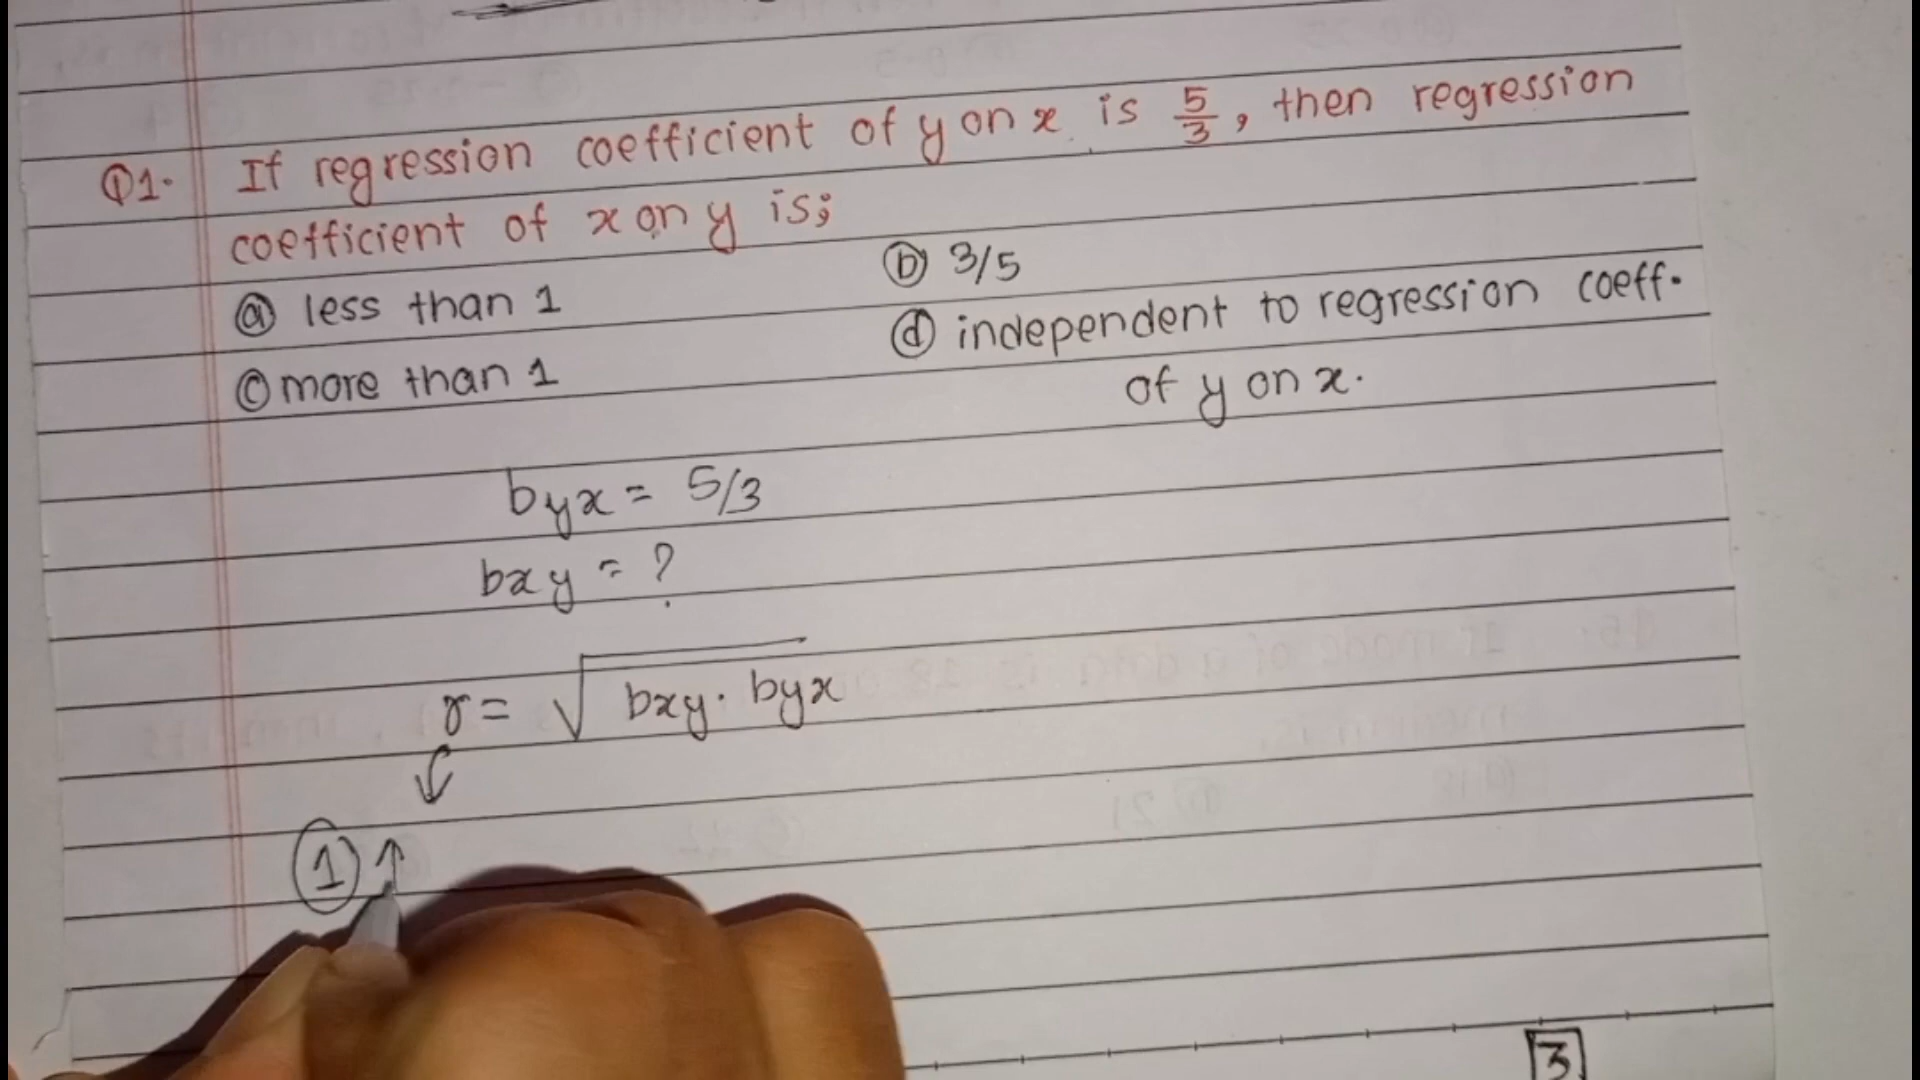 Q1. If regression coefficient of y on x is 5/3, then regression
coefficient of x on y is;
ⓐ less than 1 ⓑ 3/5
ⓒ more than 1 ⓓ independent to regression coeff.
of y on x.
byx = 5/3
bxy = ?
r = √bxy . byx
↓
① ↑
3